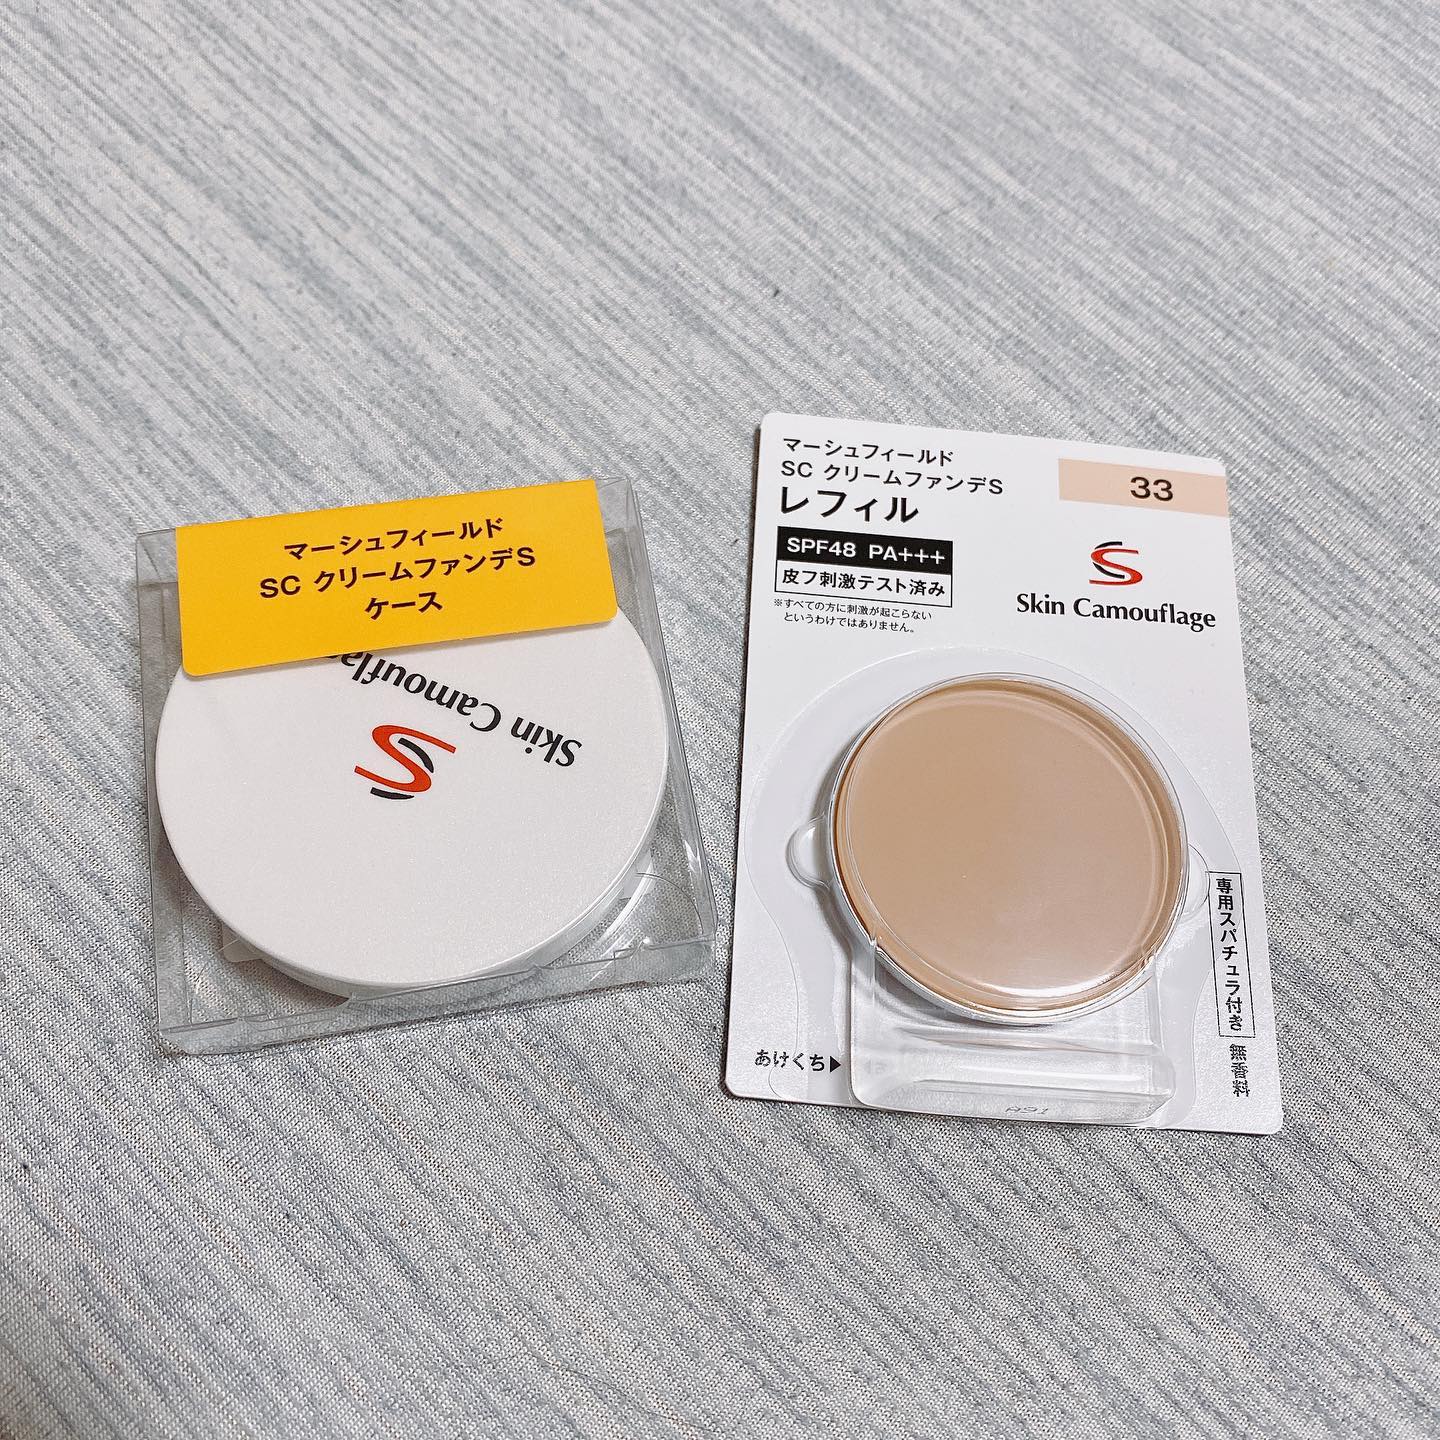 マーシュフィールド
SC クリームファンデS
ケース
Skin Camoufla
マーシュフィールド
SC クリームファンデS
レフィル
33
SPF48 PA+++
皮フ刺激テスト済み
※すべての方に刺激が起こらない
というわけではありません。
Skin Camouflage
専用スパチュラ付き
無香料
あけくち▶